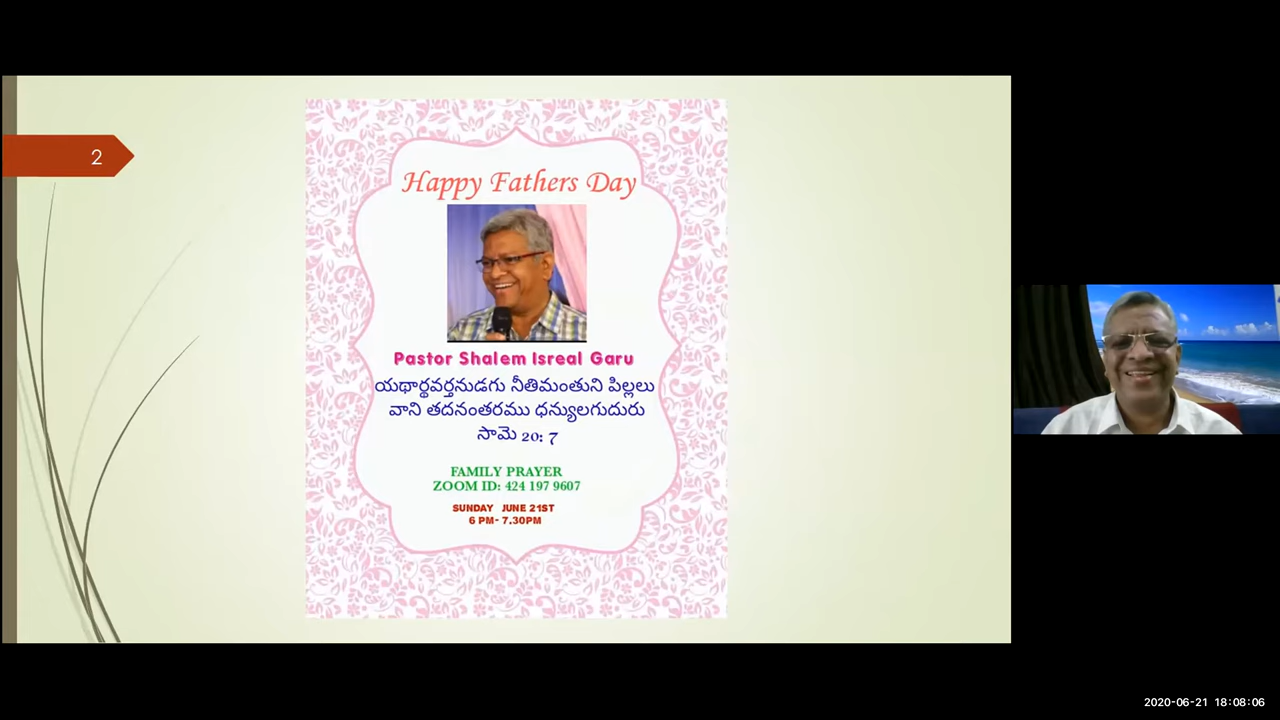 2
Happy Fathers Day
Pastor Shalem Isreal Garu
యథార్థవర్తనుడగు నీతిమంతుని పిల్లలు
వాని తదనంతరము ధన్యులగుదురు
సామె 20: 7
FAMILY PRAYER
ZOOM ID: 424 197 9607
SUNDAY JUNE 21ST
6 PM- 7.30PM
2020-06-21 18:08:06